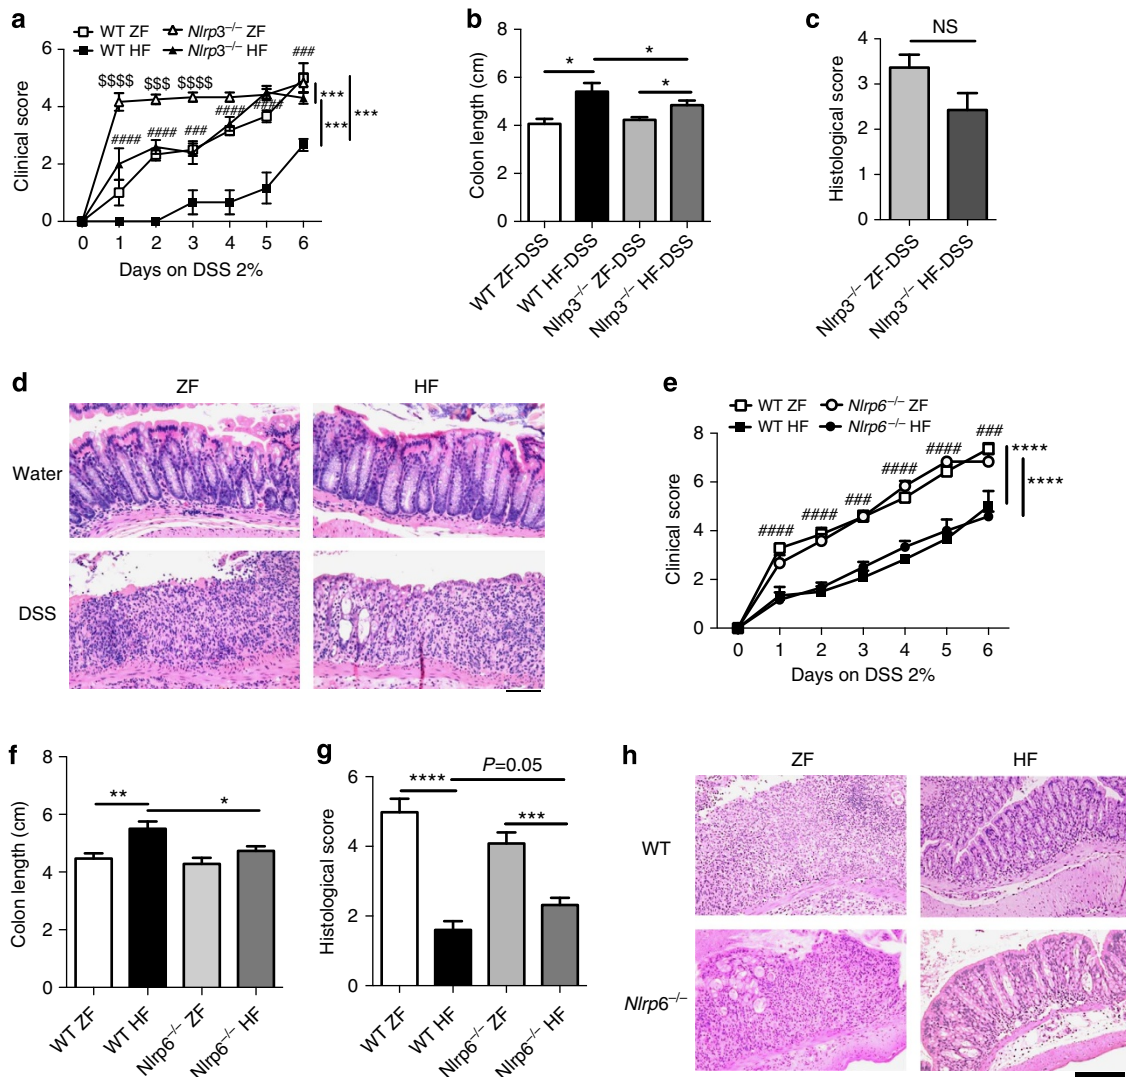 a
WT ZF
Nlrp3−/− ZF
WT HF
Nlrp3−/− HF
Clinical score
6
4
2
0
$$$$
$$$
$$$$
###
####
####
###
####
####
***
***
***
0 1 2 3 4 5 6
Days on DSS 2%
b
Colon length (cm)
8
6
4
2
0
*
*
*
WT ZF-DSS
WT HF-DSS
Nlrp3−/− ZF-DSS
Nlrp3−/− HF-DSS
c
Histological score
4
3
2
1
0
NS
Nlrp3−/− ZF-DSS
Nlrp3−/− HF-DSS
d
ZF HF
Water
DSS
e
WT ZF
Nlrp6−/− ZF
WT HF
Nlrp6−/− HF
Clinical score
8
6
4
2
0
####
####
###
####
####
###
****
****
0 1 2 3 4 5 6
Days on DSS 2%
f
Colon length (cm)
8
6
4
2
0
**
*
WT ZF
WT HF
Nlrp6−/− ZF
Nlrp6−/− HF
g
Histological score
6
4
2
0
****
P=0.05
***
WT ZF
WT HF
Nlrp6−/− ZF
Nlrp6−/− HF
h
ZF HF
WT
Nlrp6−/−